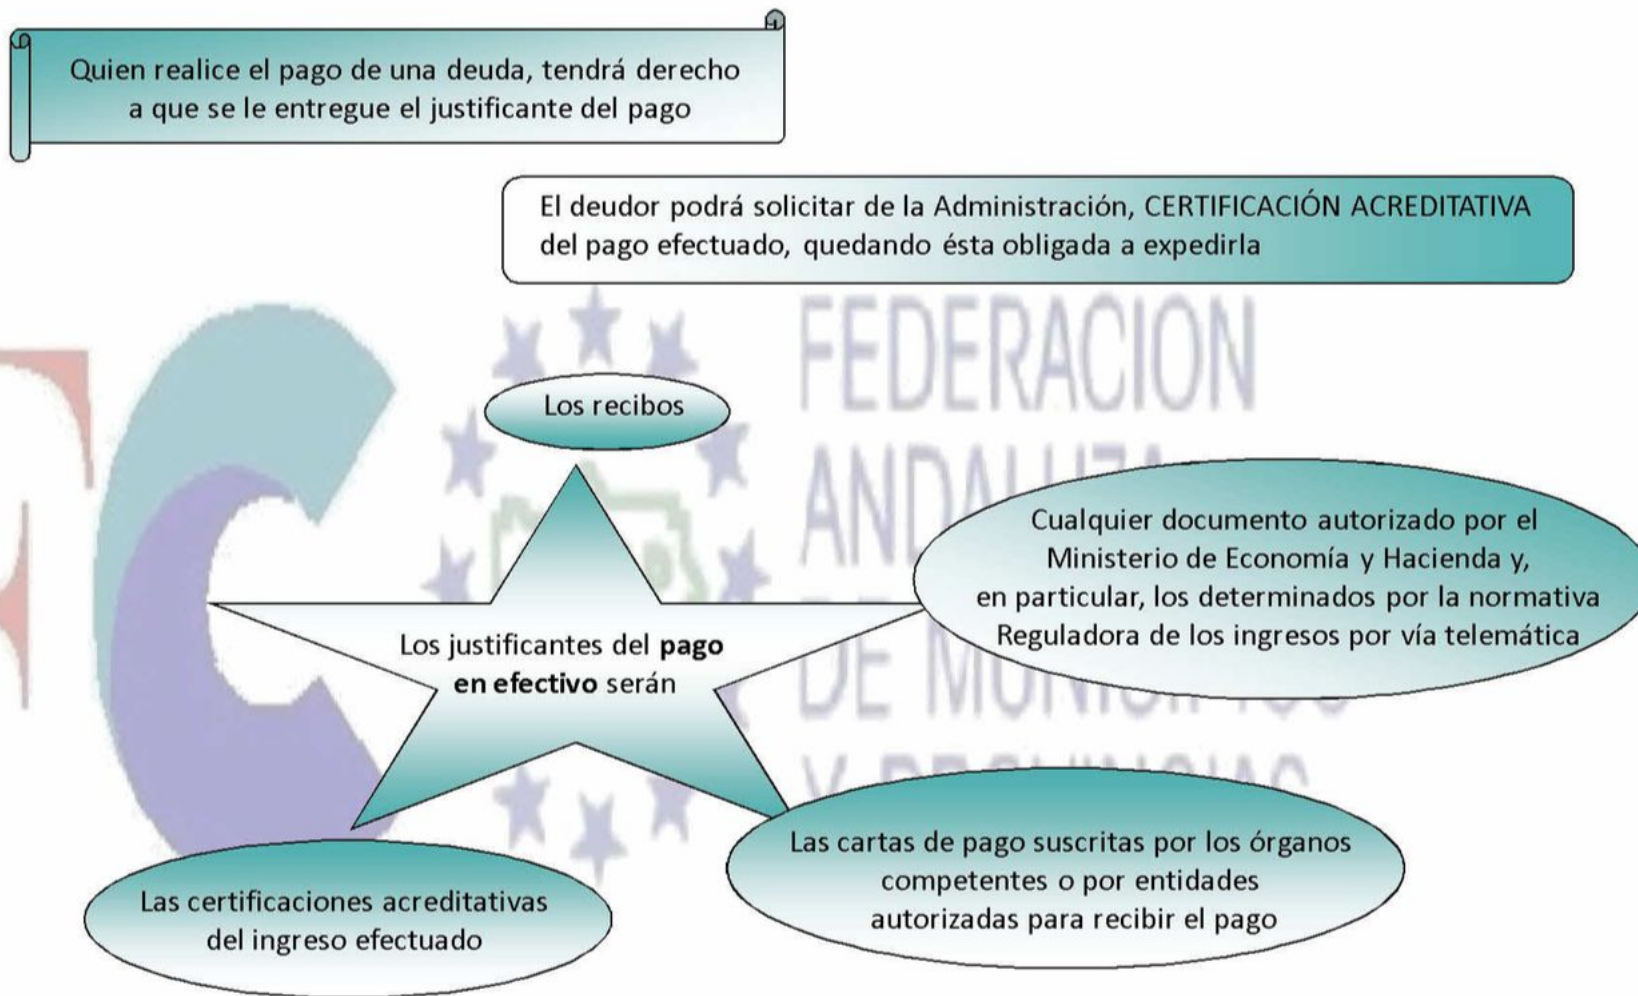 Quien realice el pago de una deuda, tendrá derecho
a que se le entregue el justificante del pago
El deudor podrá solicitar de la Administración, CERTIFICACIÓN ACREDITATIVA
del pago efectuado, quedando ésta obligada a expedirla
FEDERACION
Los recibos
Cualquier documento autorizado por el
Ministerio de Economía y Hacienda y,
en particular, los determinados por la normativa
Reguladora de los ingresos por vía telemática
Los justificantes del pago
en efectivo serán
DE
Y
Las cartas de pago suscritas por los órganos
competentes o por entidades
autorizadas para recibir el pago
Las certificaciones acreditativas
del ingreso efectuado